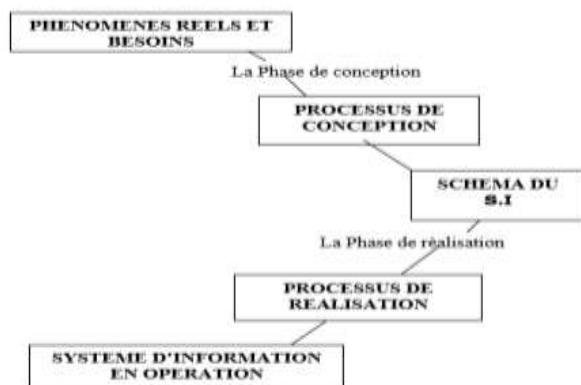 PHENOMENES REELS ET
BESOINS
La Phase de conception
PROCESSUS DE
CONCEPTION
SCHEMA DU
S.I
La Phase de rèalisation
PROCESSUS DE
REALISATION
SYSTEME D'INFORMATION
EN OPERATION